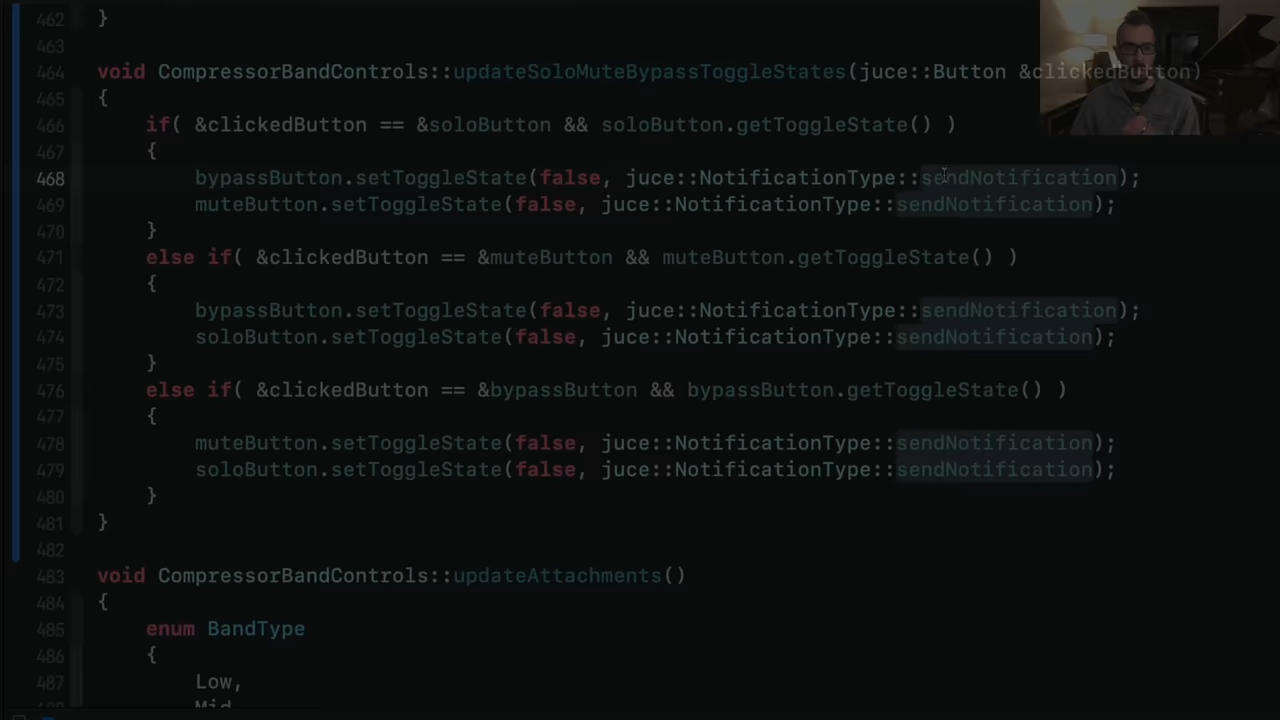 462 }
463
464 void CompressorBandControls::updateSoloMuteBypassToggleStates(juce::Button &clickedButton)
465 {
466 if( &clickedButton == &soloButton && soloButton.getToggleState() )
467 {
468 bypassButton.setToggleState(false, juce::NotificationType::sendNotification);
469 muteButton.setToggleState(false, juce::NotificationType::sendNotification);
470 }
471 else if( &clickedButton == &muteButton && muteButton.getToggleState() )
472 {
473 bypassButton.setToggleState(false, juce::NotificationType::sendNotification);
474 soloButton.setToggleState(false, juce::NotificationType::sendNotification);
475 }
476 else if( &clickedButton == &bypassButton && bypassButton.getToggleState() )
477 {
478 muteButton.setToggleState(false, juce::NotificationType::sendNotification);
479 soloButton.setToggleState(false, juce::NotificationType::sendNotification);
480 }
481 }
482
483 void CompressorBandControls::updateAttachments()
484 {
485 enum BandType
486 {
487 Low,
488 Mid